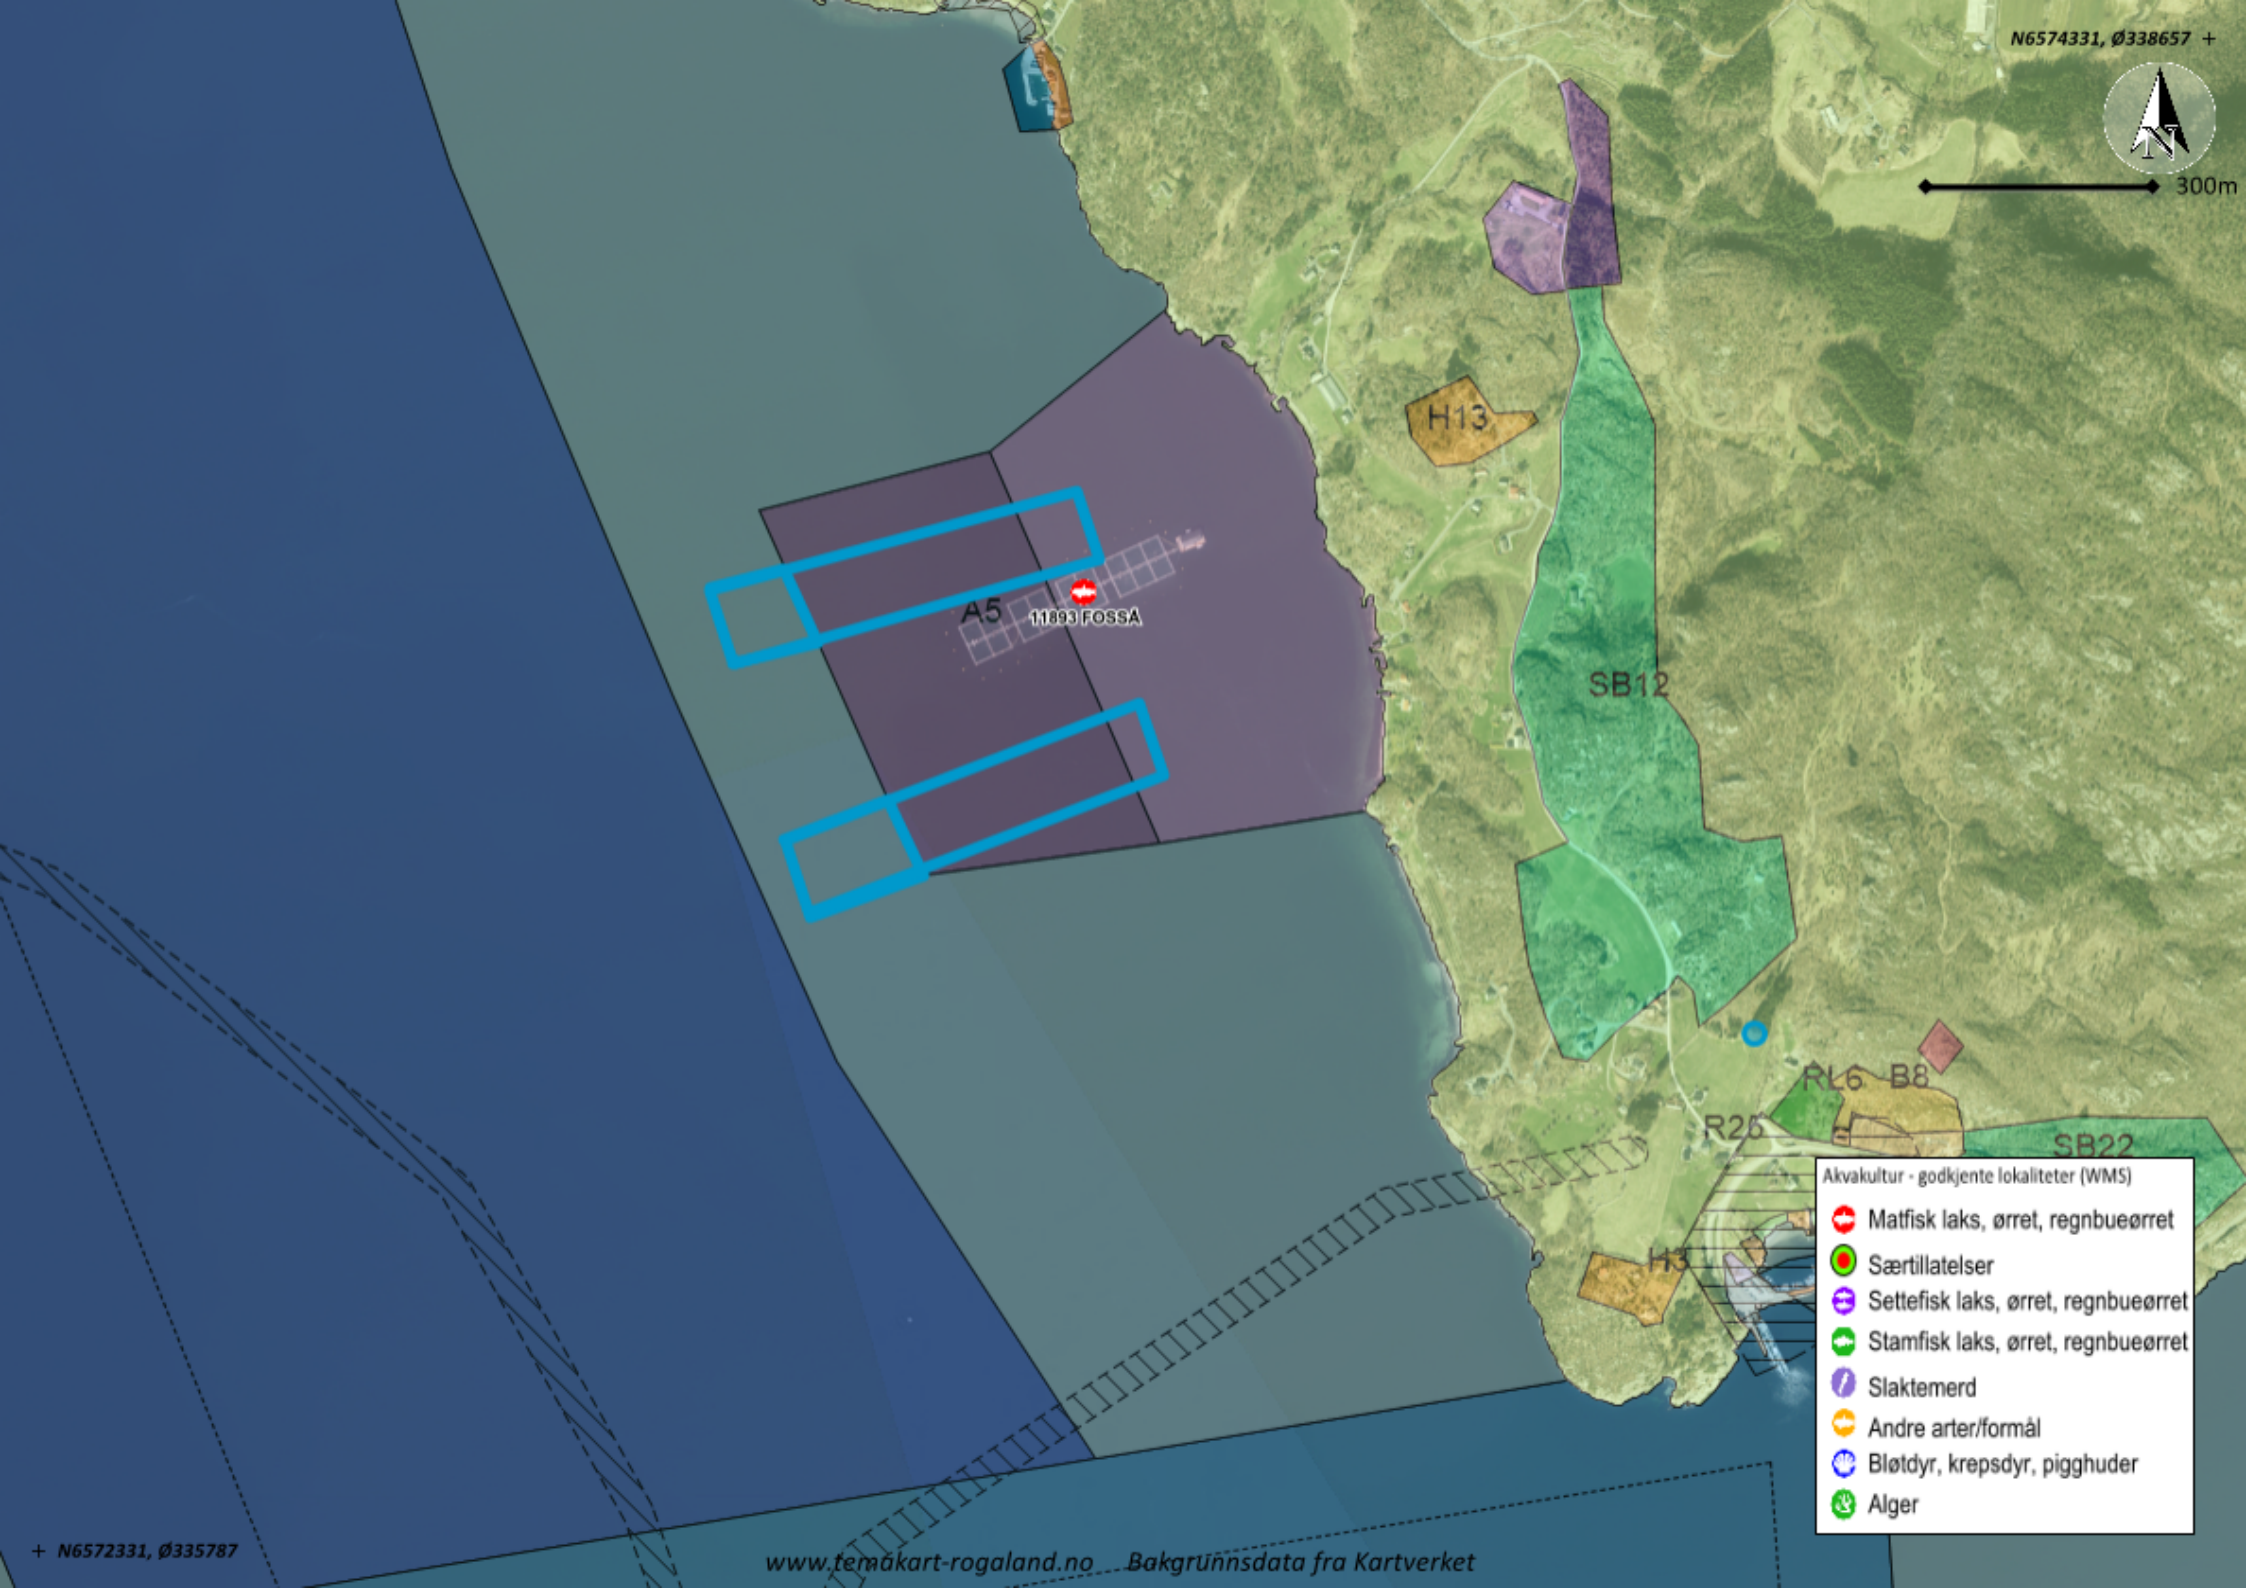 N6574331, Ø338657
N
300m
H13
A5
11893 FOSSÅ
SB12
RL6
B8
R25
SB22
H3
Akvakultur - godkjente lokaliteter (WMS)
Matfisk laks, ørret, regnbueørret
Særtillatelser
Settefisk laks, ørret, regnbueørret
Stamfisk laks, ørret, regnbueørret
Slaktemerd
Andre arter/formål
Bløtdyr, krepsdyr, pigghuder
Alger
N6572331, Ø335787
www.temakart-rogaland.no Bakgrunnsdata fra Kartverket